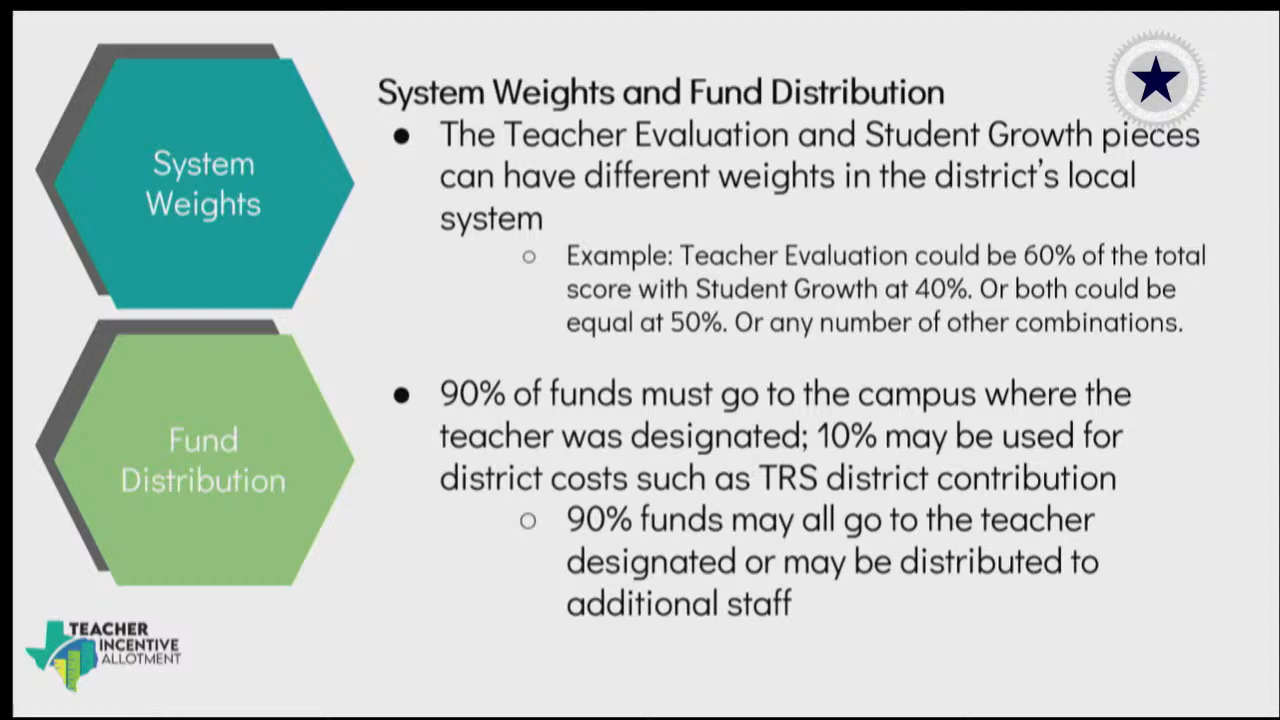 System
Weights
Fund
Distribution
System Weights and Fund Distribution
● The Teacher Evaluation and Student Growth pieces
can have different weights in the district’s local
system
○ Example: Teacher Evaluation could be 60% of the total
score with Student Growth at 40%. Or both could be
equal at 50%. Or any number of other combinations.
● 90% of funds must go to the campus where the
teacher was designated; 10% may be used for
district costs such as TRS district contribution
○ 90% funds may all go to the teacher
designated or may be distributed to
additional staff
TEACHER
INCENTIVE
ALLOTMENT